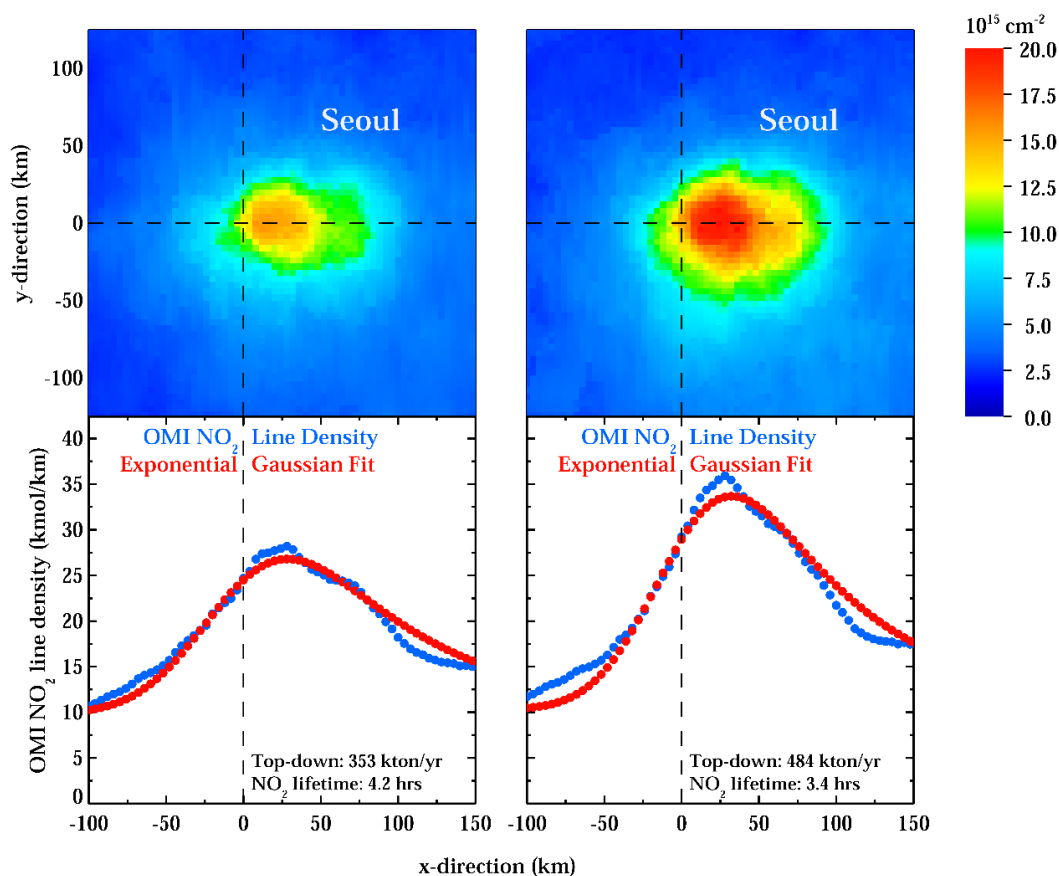 10¹⁵ cm⁻²
Seoul
Seoul
100
50
0
-50
-100
y-direction (km)
20.0
17.5
15.0
12.5
10.0
7.5
5.0
2.5
0.0
OMI NO₂ Line Density
Exponential Gaussian Fit
OMI NO₂ Line Density
Exponential Gaussian Fit
40
35
30
25
20
15
10
5
0
OMI NO₂ line density (kmol/km)
Top-down: 353 kton/yr
NO₂ lifetime: 4.2 hrs
Top-down: 484 kton/yr
NO₂ lifetime: 3.4 hrs
-100 -50 0 50 100 150
-100 -50 0 50 100 150
x-direction (km)